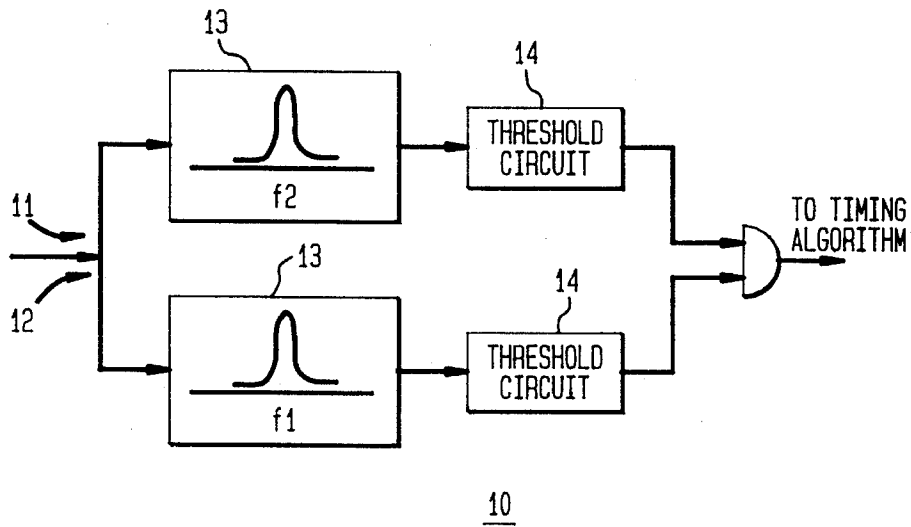 13
14
THRESHOLD
CIRCUIT
f2
11
TO TIMING
ALGORITHM
12
13
14
THRESHOLD
CIRCUIT
f1
10